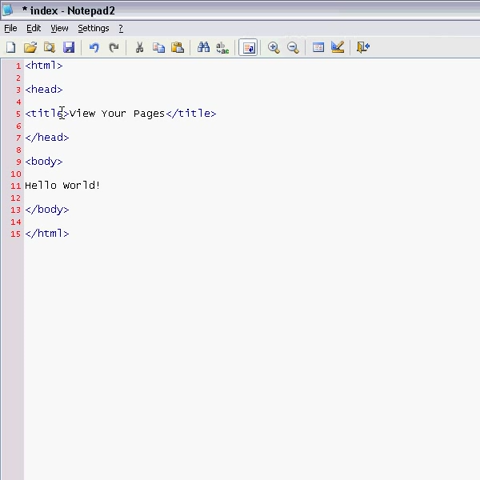 * index - Notepad2
File Edit View Settings ?
1 <html>
2
3 <head>
4
5 <title>View Your Pages</title>
6
7 </head>
8
9 <body>
10
11 Hello World!
12
13 </body>
14
15 </html>